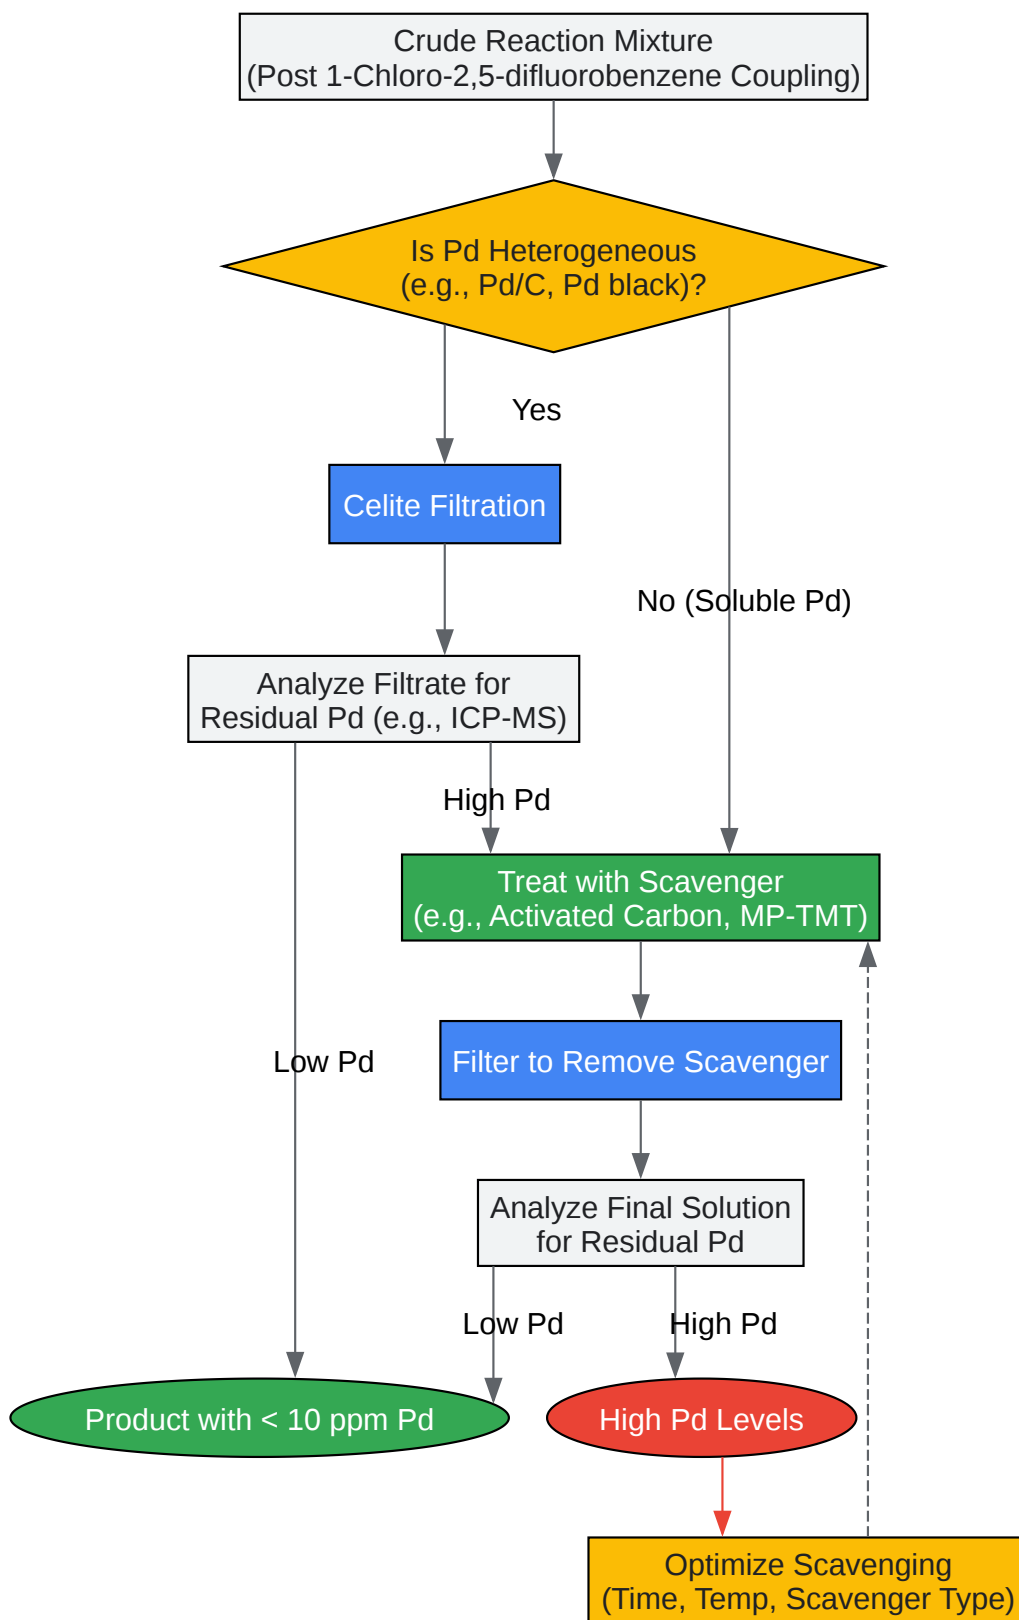 Crude Reaction Mixture
(Post 1-Chloro-2,5-difluorobenzene Coupling)
Is Pd Heterogeneous
(e.g., Pd/C, Pd black)?
Yes
Celite Filtration
No (Soluble Pd)
Analyze Filtrate for
Residual Pd (e.g., ICP-MS)
High Pd
Treat with Scavenger
(e.g., Activated Carbon, MP-TMT)
Low Pd
Filter to Remove Scavenger
Analyze Final Solution
for Residual Pd
Low Pd
High Pd
Product with < 10 ppm Pd
High Pd Levels
Optimize Scavenging
(Time, Temp, Scavenger Type)